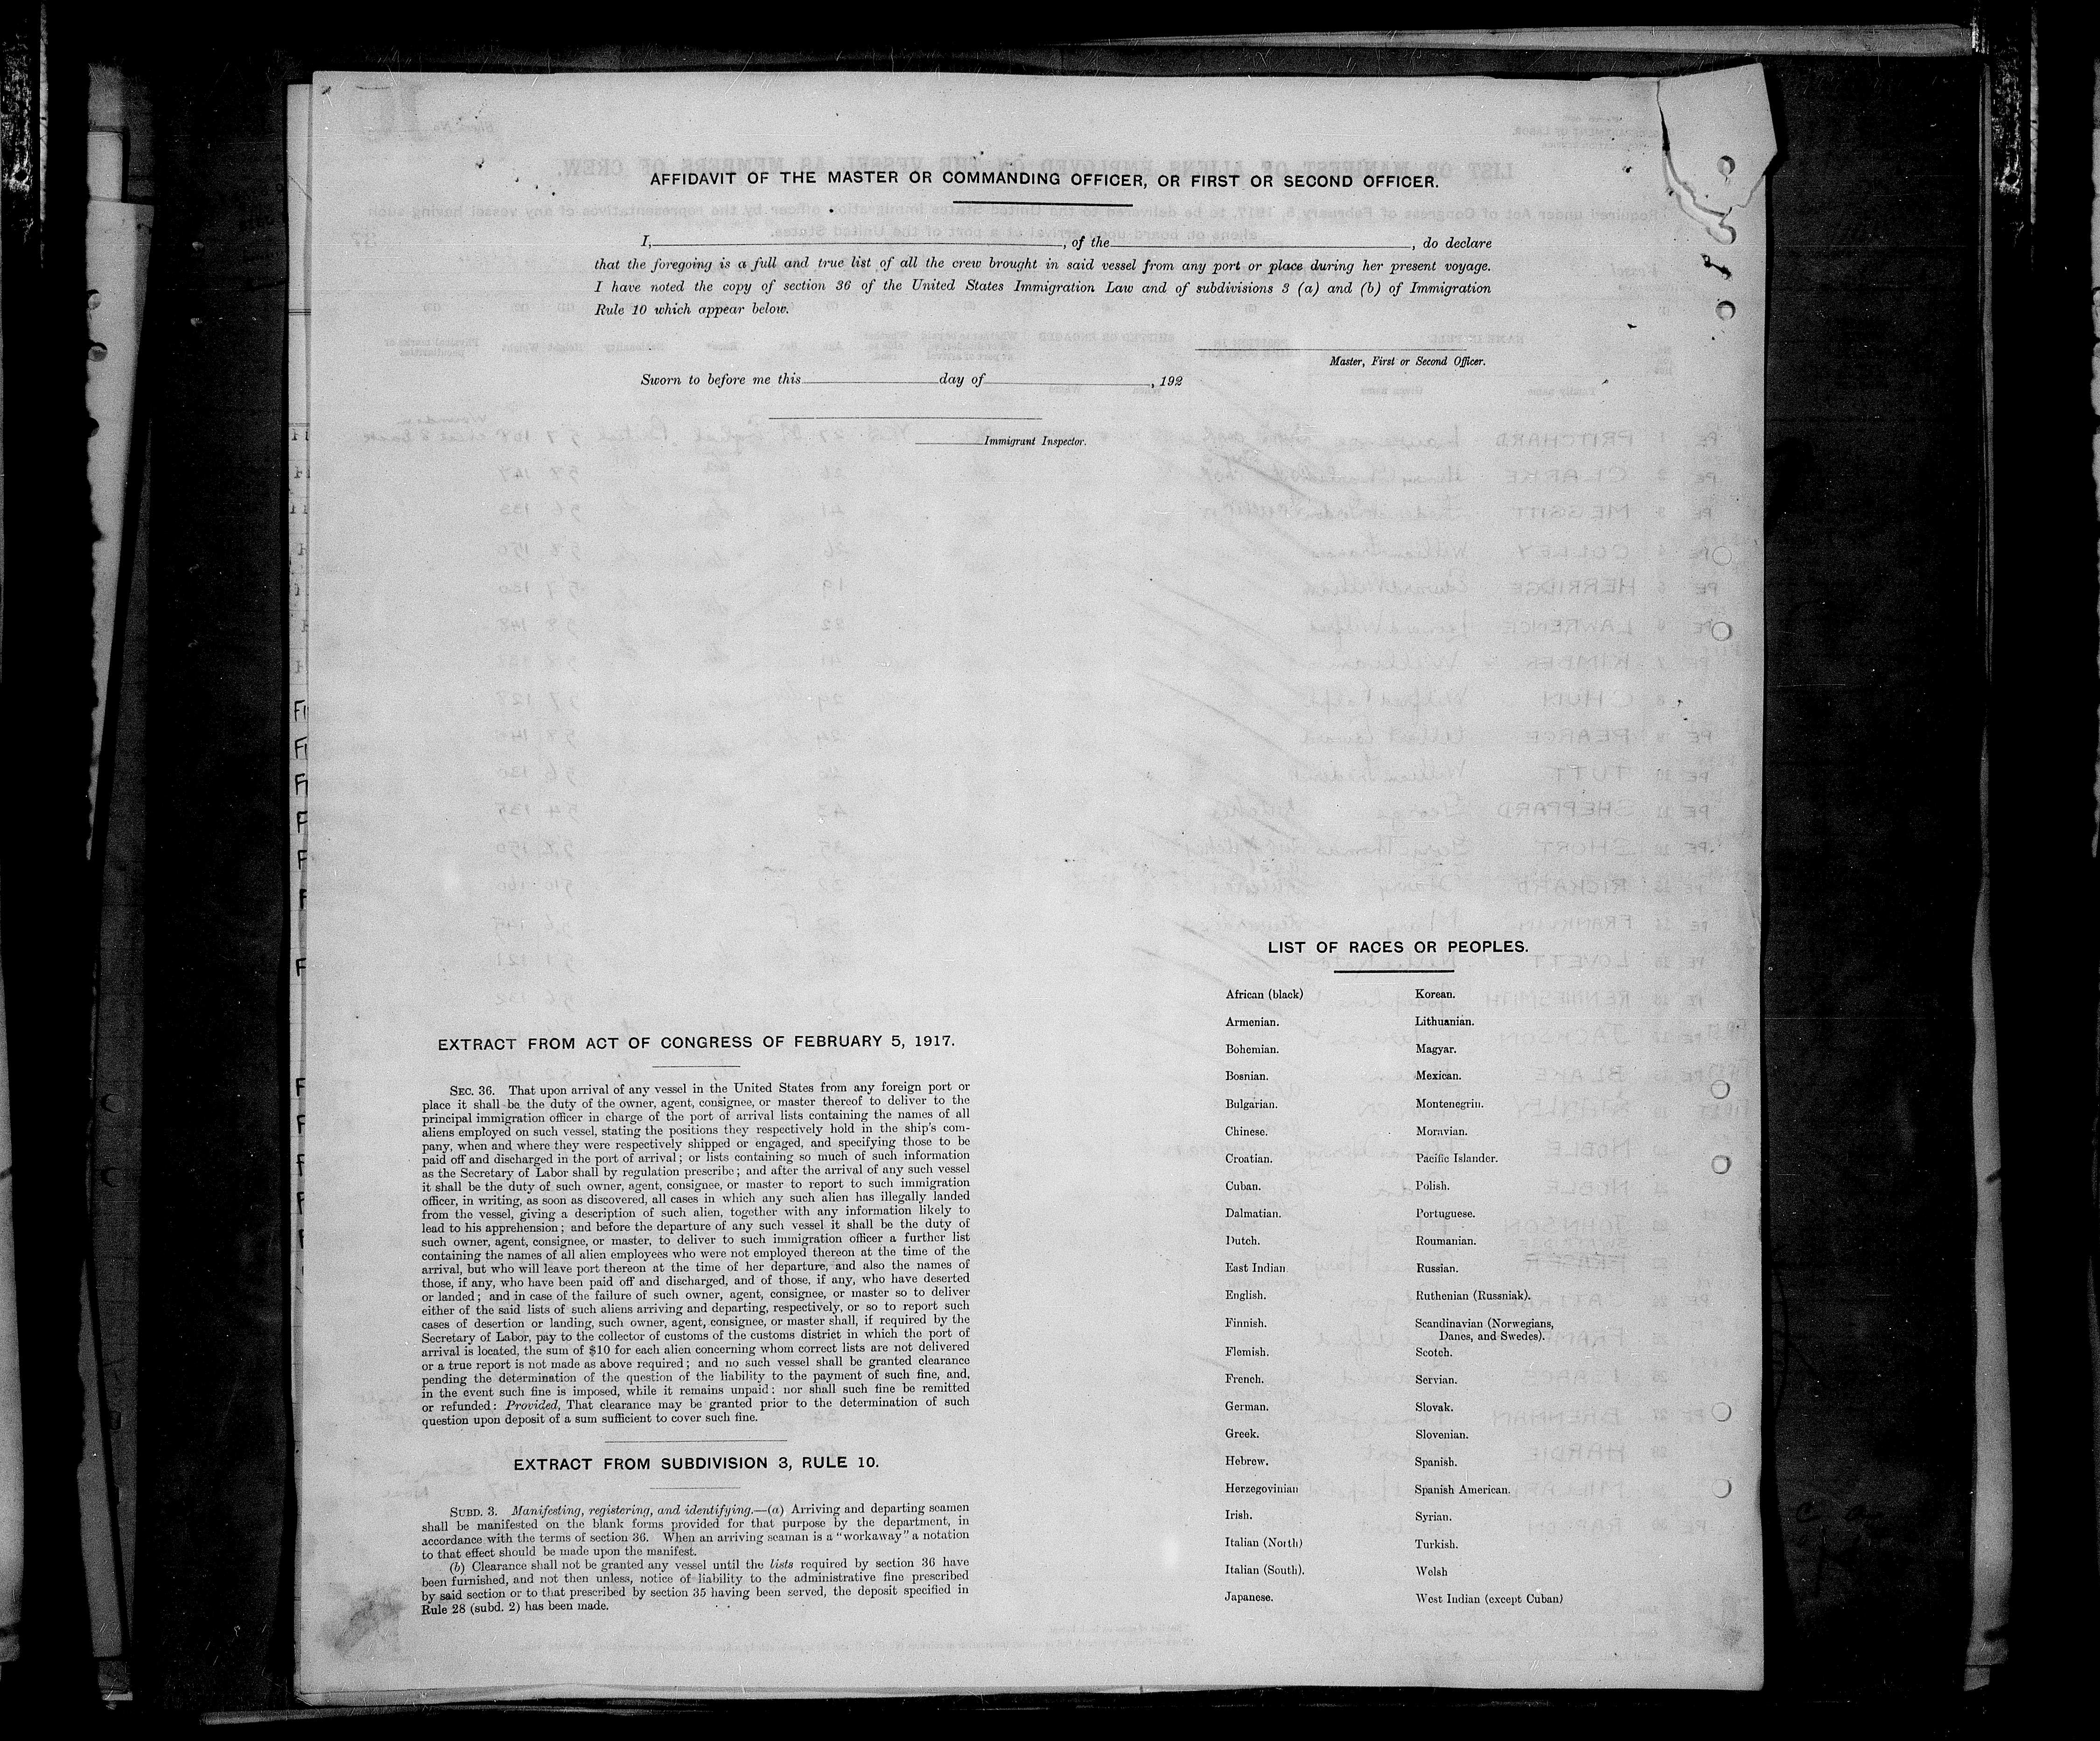 AFFIDAVIT OF THE MASTER OR COMMANDING OFFICER, OR FIRST OR SECOND OFFICER.
I, , of the , do declare
that the foregoing is a full and true list of all the crew brought in said vessel from any port or place during her present voyage.
I have noted the copy of section 36 of the United States Immigration Law and of subdivisions 3 (a) and (b) of Immigration
Rule 10 which appear below.
Master, First or Second Officer.
Sworn to before me this day of , 192
Immigrant Inspector.
EXTRACT FROM ACT OF CONGRESS OF FEBRUARY 5, 1917.
SEC. 36. That upon arrival of any vessel in the United States from any foreign port or
place it shall be the duty of the owner, agent, consignee, or master thereof to deliver to the
principal immigration officer in charge of the port of arrival lists containing the names of all
aliens employed on such vessel, stating the positions they respectively hold in the ship's com-
pany, when and where they were respectively shipped or engaged, and specifying those to be
paid off and discharged in the port of arrival; or lists containing so much of such information
as the Secretary of Labor shall by regulation prescribe; and after the arrival of any such vessel
it shall be the duty of such owner, agent, consignee, or master to report to such immigration
officer, in writing, as soon as discovered, all cases in which any such alien has illegally landed
from the vessel, giving a description of such alien, together with any information likely to
lead to his apprehension; and before the departure of any such vessel it shall be the duty of
such owner, agent, consignee, or master, to deliver to such immigration officer a further list
containing the names of all alien employees who were not employed thereon at the time of the
arrival, but who will leave port thereon at the time of her departure, and also the names of
those, if any, who have been paid off and discharged, and of those, if any, who have deserted
or landed; and in case of the failure of such owner, agent, consignee, or master so to deliver
either of the said lists of such aliens arriving and departing, respectively, or so to report such
cases of desertion or landing, such owner, agent, consignee, or master shall, if required by the
Secretary of Labor, pay to the collector of customs of the customs district in which the port of
arrival is located, the sum of $10 for each alien concerning whom correct lists are not delivered
or a true report is not made as above required; and no such vessel shall be granted clearance
pending the determination of the question of the liability to the payment of such fine, and,
in the event such fine is imposed, while it remains unpaid: nor shall such fine be remitted
or refunded: Provided, That clearance may be granted prior to the determination of such
question upon deposit of a sum sufficient to cover such fine.
EXTRACT FROM SUBDIVISION 3, RULE 10.
SUBD. 3. Manifesting, registering, and identifying.—(a) Arriving and departing seamen
shall be manifested on the blank forms provided for that purpose by the department, in
accordance with the terms of section 36. When an arriving seaman is a "workaway" a notation
to that effect should be made upon the manifest.
(b) Clearance shall not be granted any vessel until the lists required by section 36 have
been furnished, and not then unless, notice of liability to the administrative fine prescribed
by said section or to that prescribed by section 35 having been served, the deposit specified in
Rule 28 (subd. 2) has been made.
LIST OF RACES OR PEOPLES.
African (black)
Armenian.
Bohemian.
Bosnian.
Bulgarian.
Chinese.
Croatian.
Cuban.
Dalmatian.
Dutch.
East Indian
English.
Finnish.
Flemish.
French.
German.
Greek.
Hebrew.
Herzegovinian
Irish.
Italian (North)
Italian (South).
Japanese.
Korean.
Lithuanian.
Magyar.
Mexican.
Montenegrin.
Moravian.
Pacific Islander.
Polish.
Portuguese.
Roumanian.
Russian.
Ruthenian (Russniak).
Scandinavian (Norwegians,
Danes, and Swedes).
Scotch.
Servian.
Slovak.
Slovenian.
Spanish.
Spanish American.
Syrian.
Turkish.
Welsh
West Indian (except Cuban)